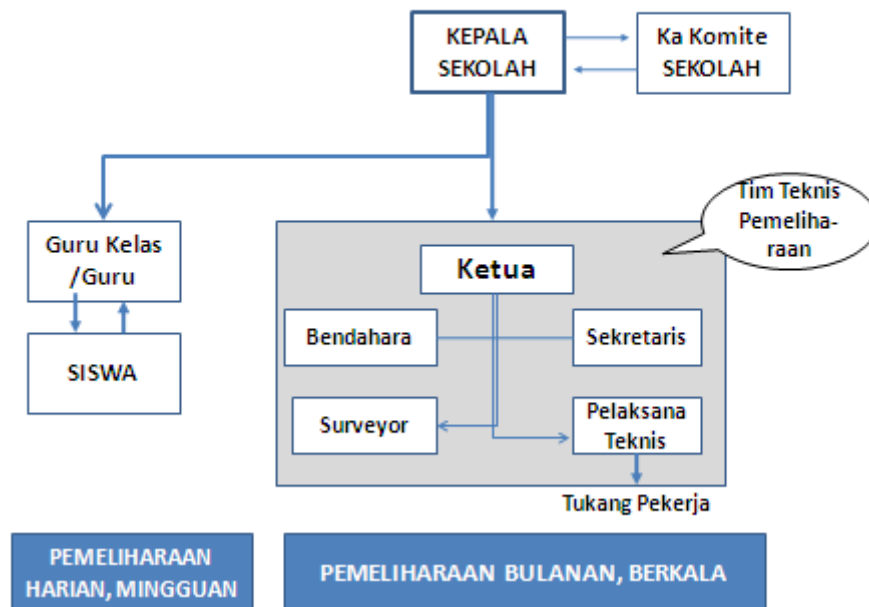 KEPALA
SEKOLAH
Ka Komite
SEKOLAH
Tim Teknis
Pemeliha-
raan
Guru Kelas
/Guru
SISWA
Ketua
Bendahara
Sekretaris
Surveyor
Pelaksana
Teknis
Tukang Pekerja
PEMELIHARAAN
HARIAN, MINGGUAN
PEMELIHARAAN BULANAN, BERKALA